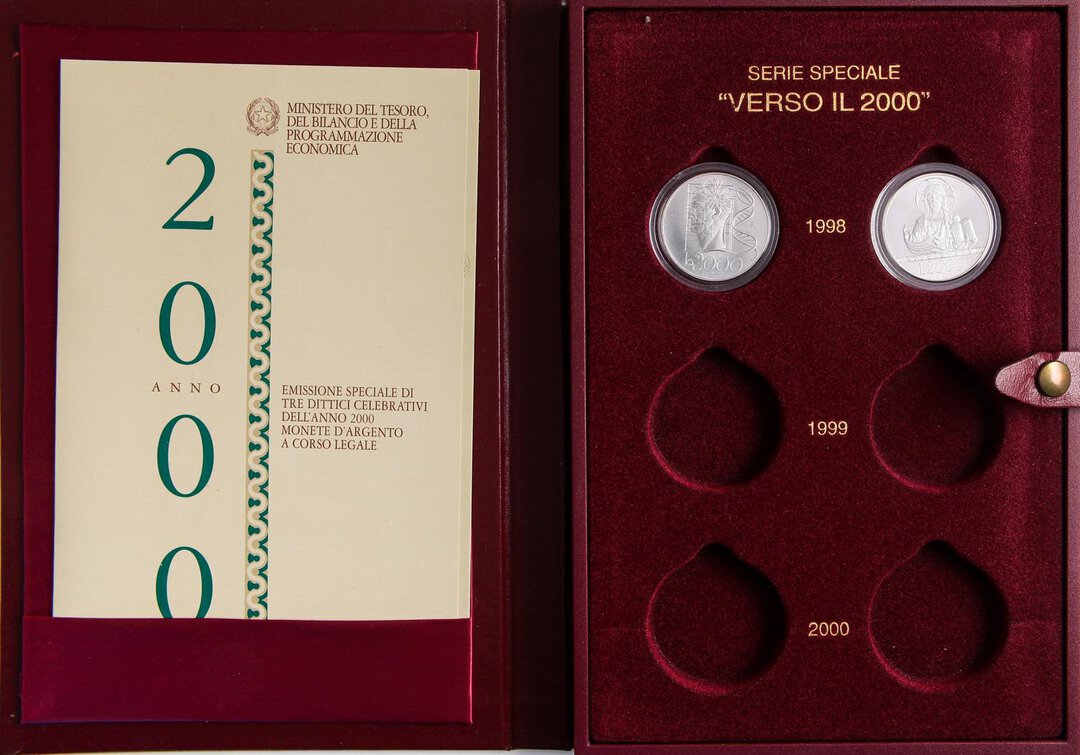 2
0
ANNO
0
0
MINISTERO DEL TESORO,
DEL BILANCIO E DELLA
PROGRAMMAZIONE
ECONOMICA
EMISSIONE SPECIALE DI
TRE DITTICI CELEBRATIVI
DELL'ANNO 2000
MONETE D'ARGENTO
A CORSO LEGALE
SERIE SPECIALE
“VERSO IL 2000”
1998
2000
1999
2000